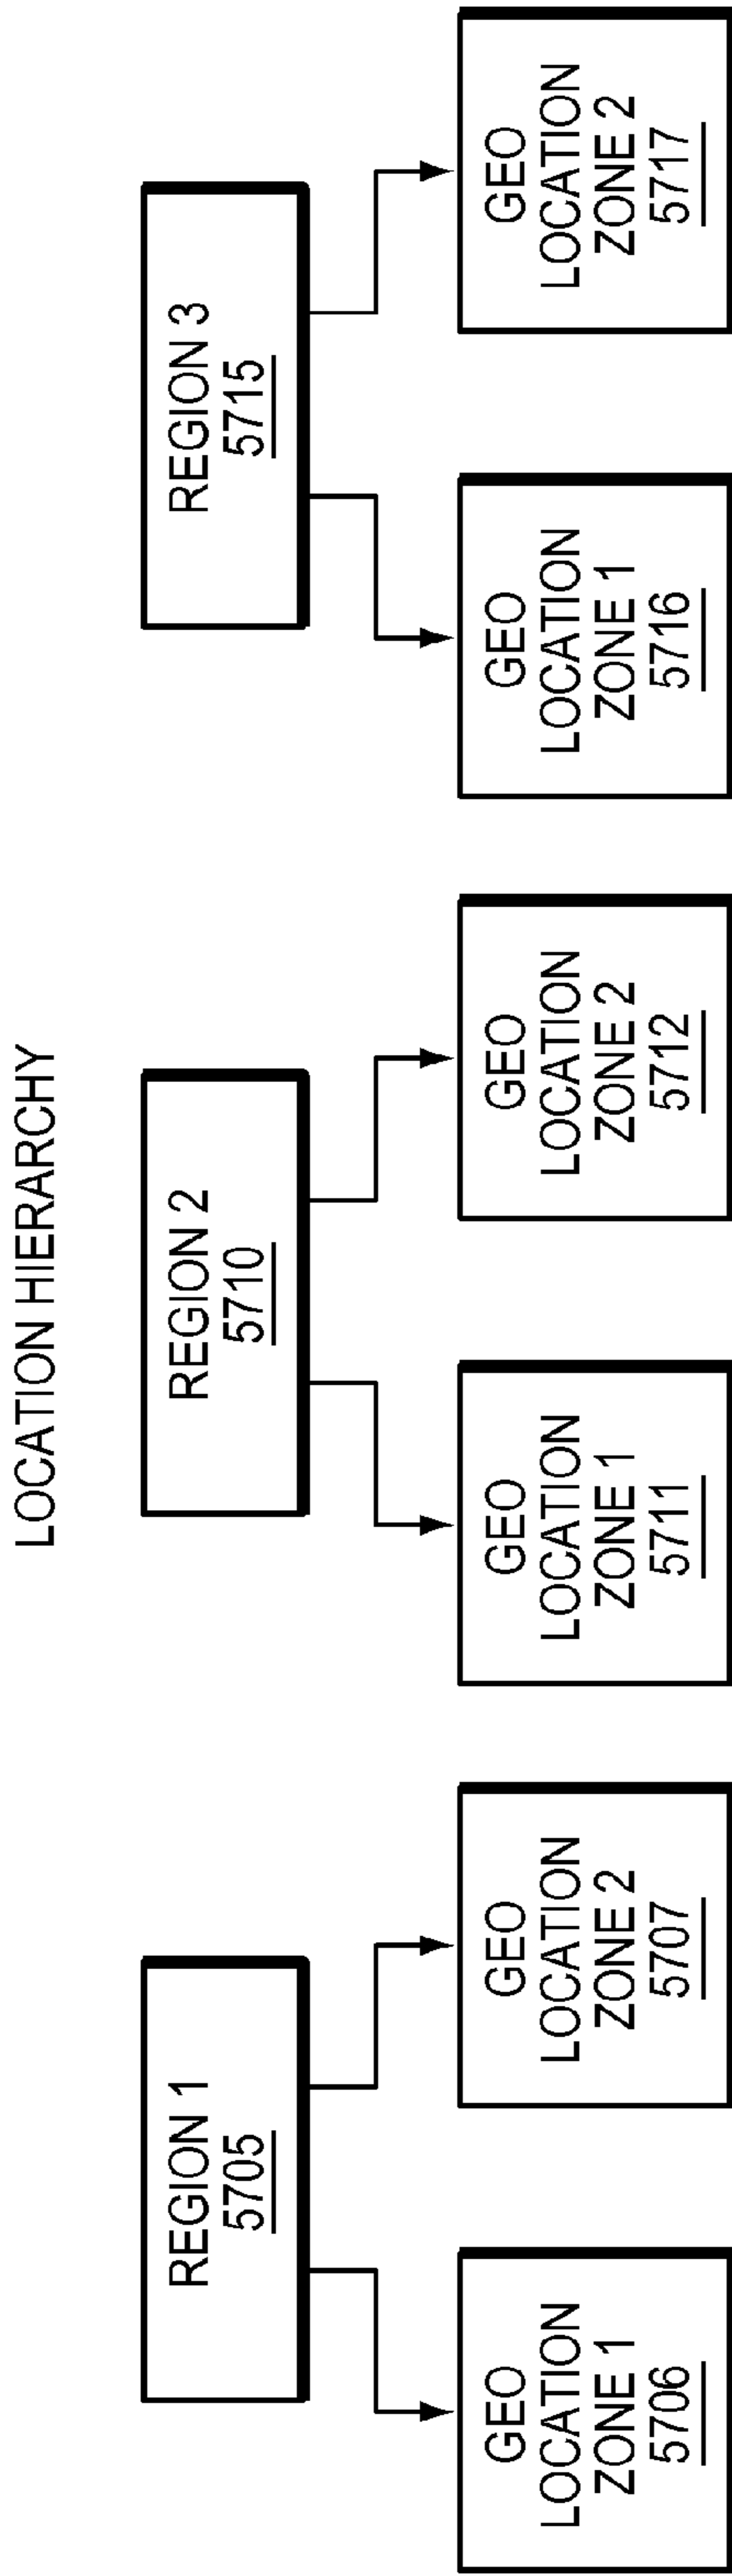 LOCATION HIERARCHY
REGION 1
5705
GEO
LOCATION
ZONE 1
5706
GEO
LOCATION
ZONE 2
5707
REGION 2
5710
GEO
LOCATION
ZONE 1
5711
GEO
LOCATION
ZONE 2
5712
REGION 3
5715
GEO
LOCATION
ZONE 1
5716
GEO
LOCATION
ZONE 2
5717